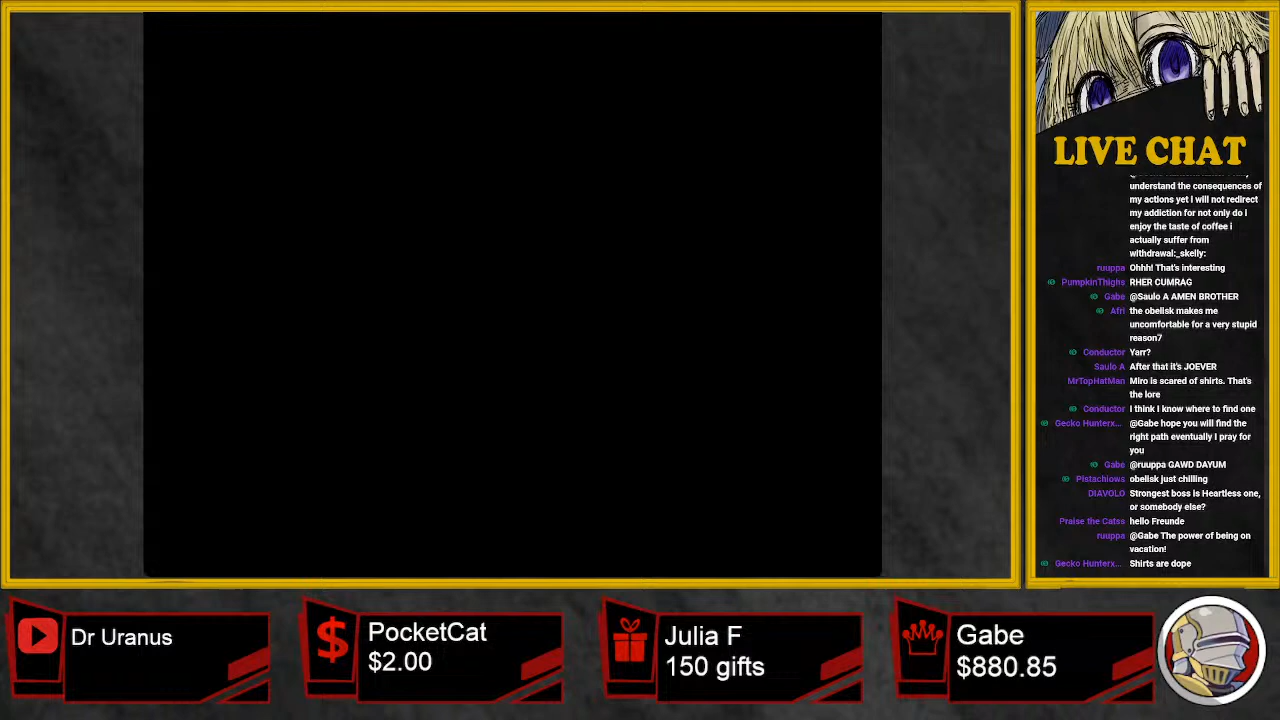 LIVE CHAT
understand the consequences of
my actions yet i will not redirect
my addiction for not only do i
enjoy the taste of coffee i
actually suffer from
withdrawal:_skelly:
ruuppa Ohhh! That's interesting
PumpkinThighs RHER CUMRAG
Gabe @Saulo A AMEN BROTHER
Afri the obelisk makes me
uncomfortable for a very stupid
reason7
Conductor Yarr?
Saulo A After that it's JOEVER
MrTopHatMan Miro is scared of shirts. That's
the lore
Conductor I think I know where to find one
Gecko Hunterx... @Gabe hope you will find the
right path eventually I pray for
you
Gabe @ruuppa GAWD DAYUM
Pistachiows obelisk just chilling
DIAVOLO Strongest boss is Heartless one,
or somebody else?
Praise the Catss hello Freunde
ruuppa @Gabe The power of being on
vacation!
Gecko Hunterx... Shirts are dope
Dr Uranus
PocketCat
$2.00
Julia F
150 gifts
Gabe
$880.85